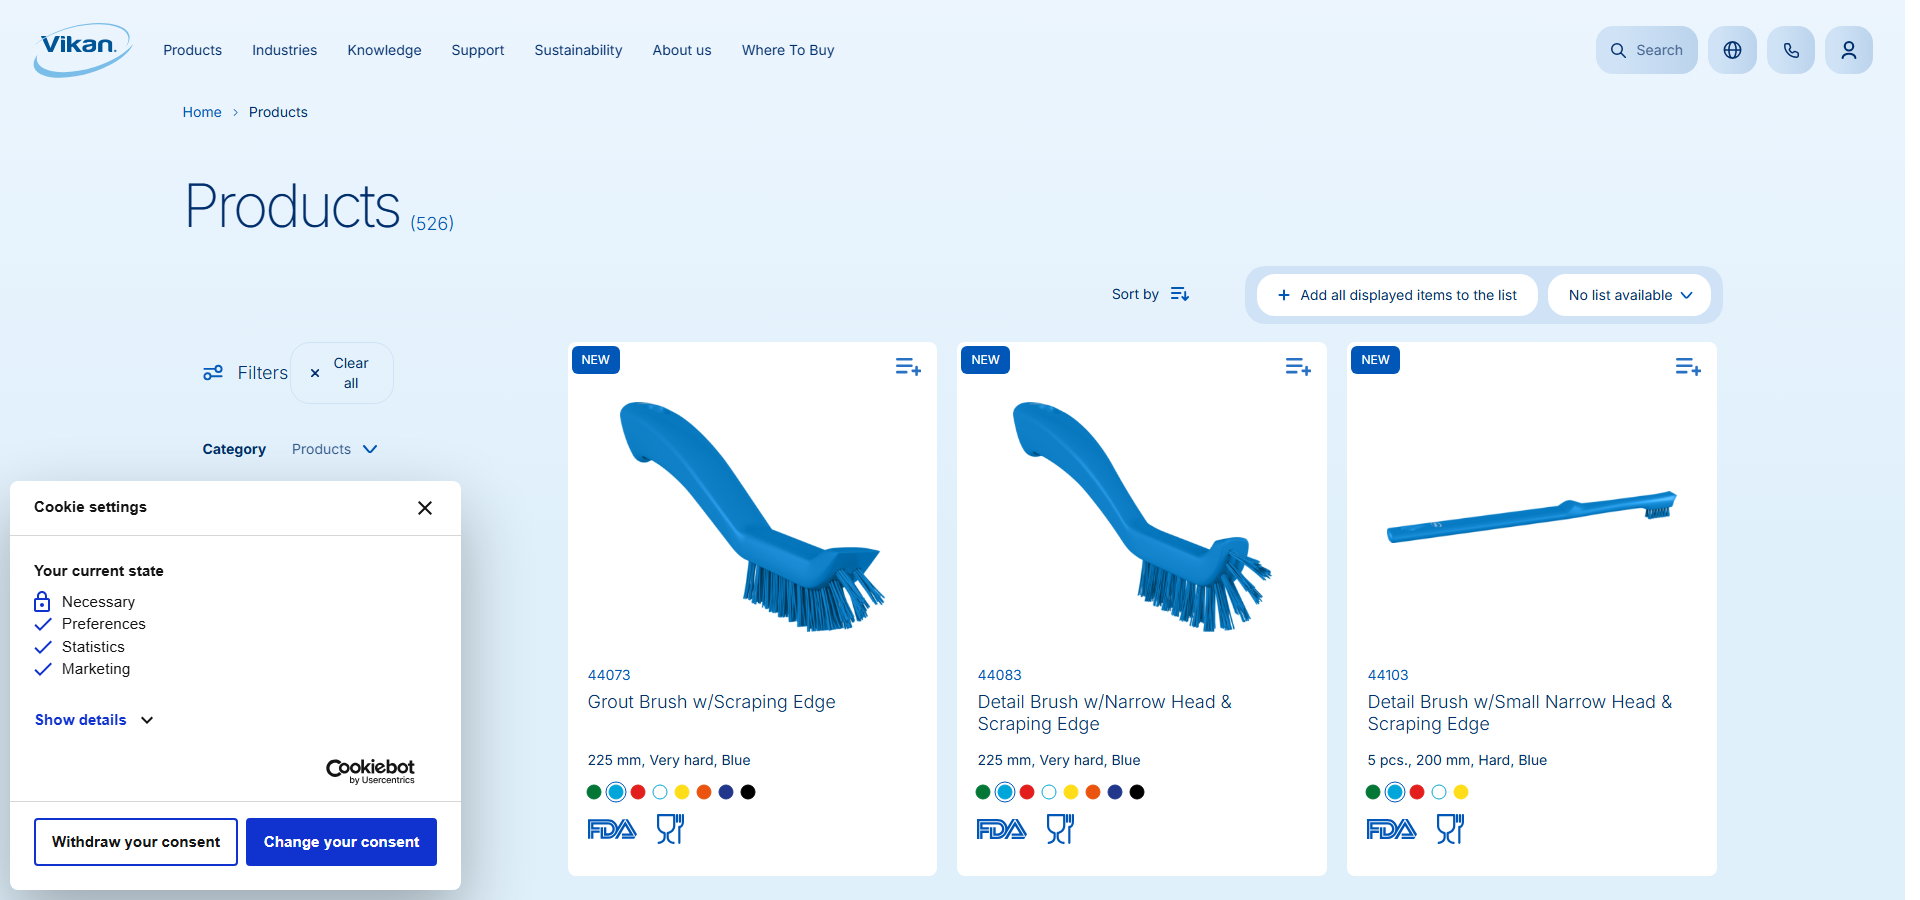 Vikan
Products
Industries
Knowledge
Support
Sustainability
About us
Where To Buy
Search
Home > Products
Products (526)
Sort by
Add all displayed items to the list
No list available
Filters
Clear
all
Category
Products
NEW
44073
Grout Brush w/Scraping Edge
225 mm, Very hard, Blue
FDA
NEW
44083
Detail Brush w/Narrow Head &
Scraping Edge
225 mm, Very hard, Blue
FDA
NEW
44103
Detail Brush w/Small Narrow Head &
Scraping Edge
5 pcs., 200 mm, Hard, Blue
FDA
Cookie settings
Your current state
Necessary
Preferences
Statistics
Marketing
Show details
Cookiebot
by Usercentrics
Withdraw your consent
Change your consent